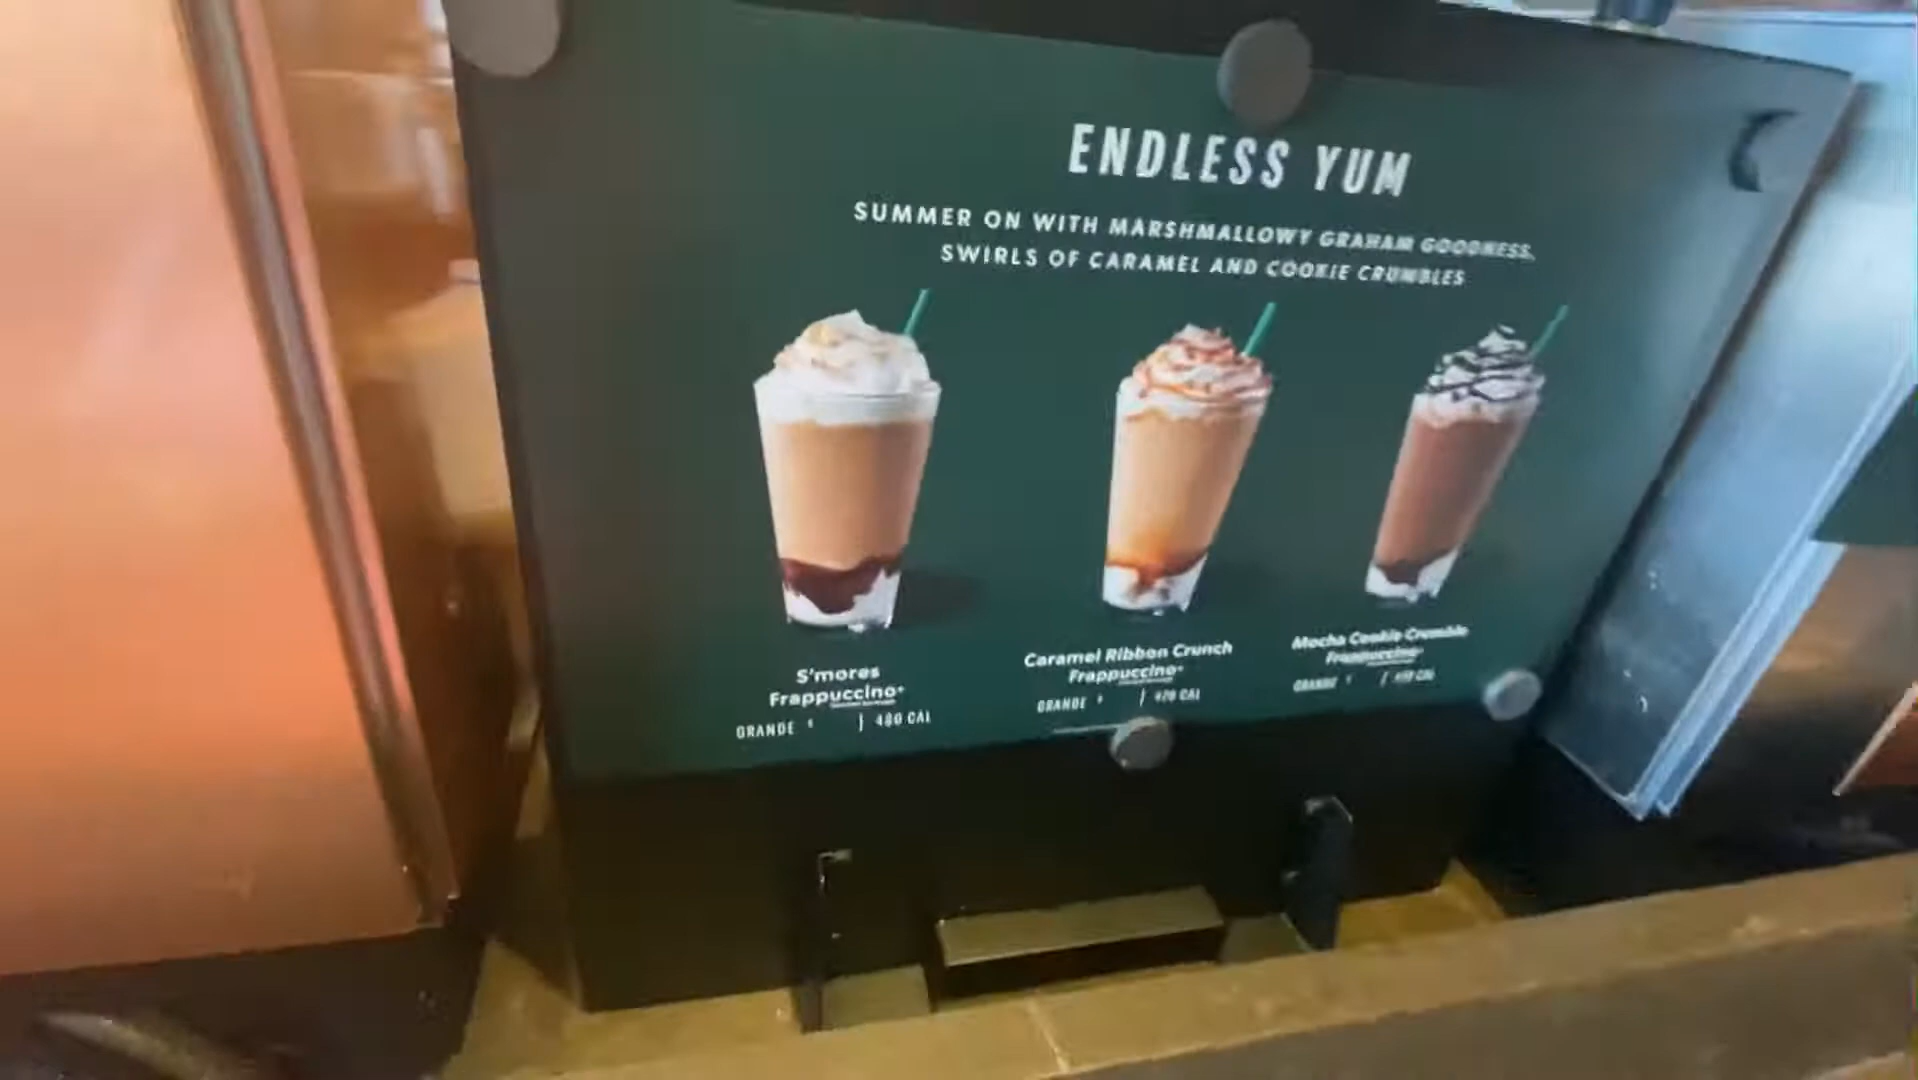 ENDLESS YUM
SUMMER ON WITH MARSHMALLOWY GRAHAM GOODNESS,
SWIRLS OF CARAMEL AND COOKIE CRUMBLES
S'mores
Frappuccino
GRANDE | 480 CAL
Caramel Ribbon Crunch
Frappuccino
GRANDE | 470 CAL
Mocha Cookie Crumble
Frappuccino
GRANDE | CAL